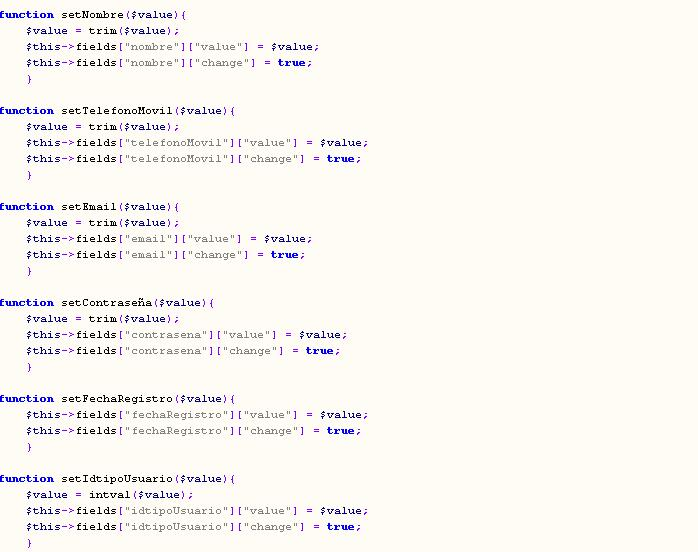 function setNombre($value){
$value = trim($value);
$this->fields["nombre"]["value"] = $value;
$this->fields["nombre"]["change"] = true;
}
function setTelefonoMovil($value){
$value = trim($value);
$this->fields["telefonoMovil"]["value"] = $value;
$this->fields["telefonoMovil"]["change"] = true;
}
function setEmail($value){
$value = trim($value);
$this->fields["email"]["value"] = $value;
$this->fields["email"]["change"] = true;
}
function setContraseña($value){
$value = trim($value);
$this->fields["contrasena"]["value"] = $value;
$this->fields["contrasena"]["change"] = true;
}
function setFechaRegistro($value){
$this->fields["fechaRegistro"]["value"] = $value;
$this->fields["fechaRegistro"]["change"] = true;
}
function setIdtipoUsuario($value){
$value = intval($value);
$this->fields["idtipoUsuario"]["value"] = $value;
$this->fields["idtipoUsuario"]["change"] = true;
}